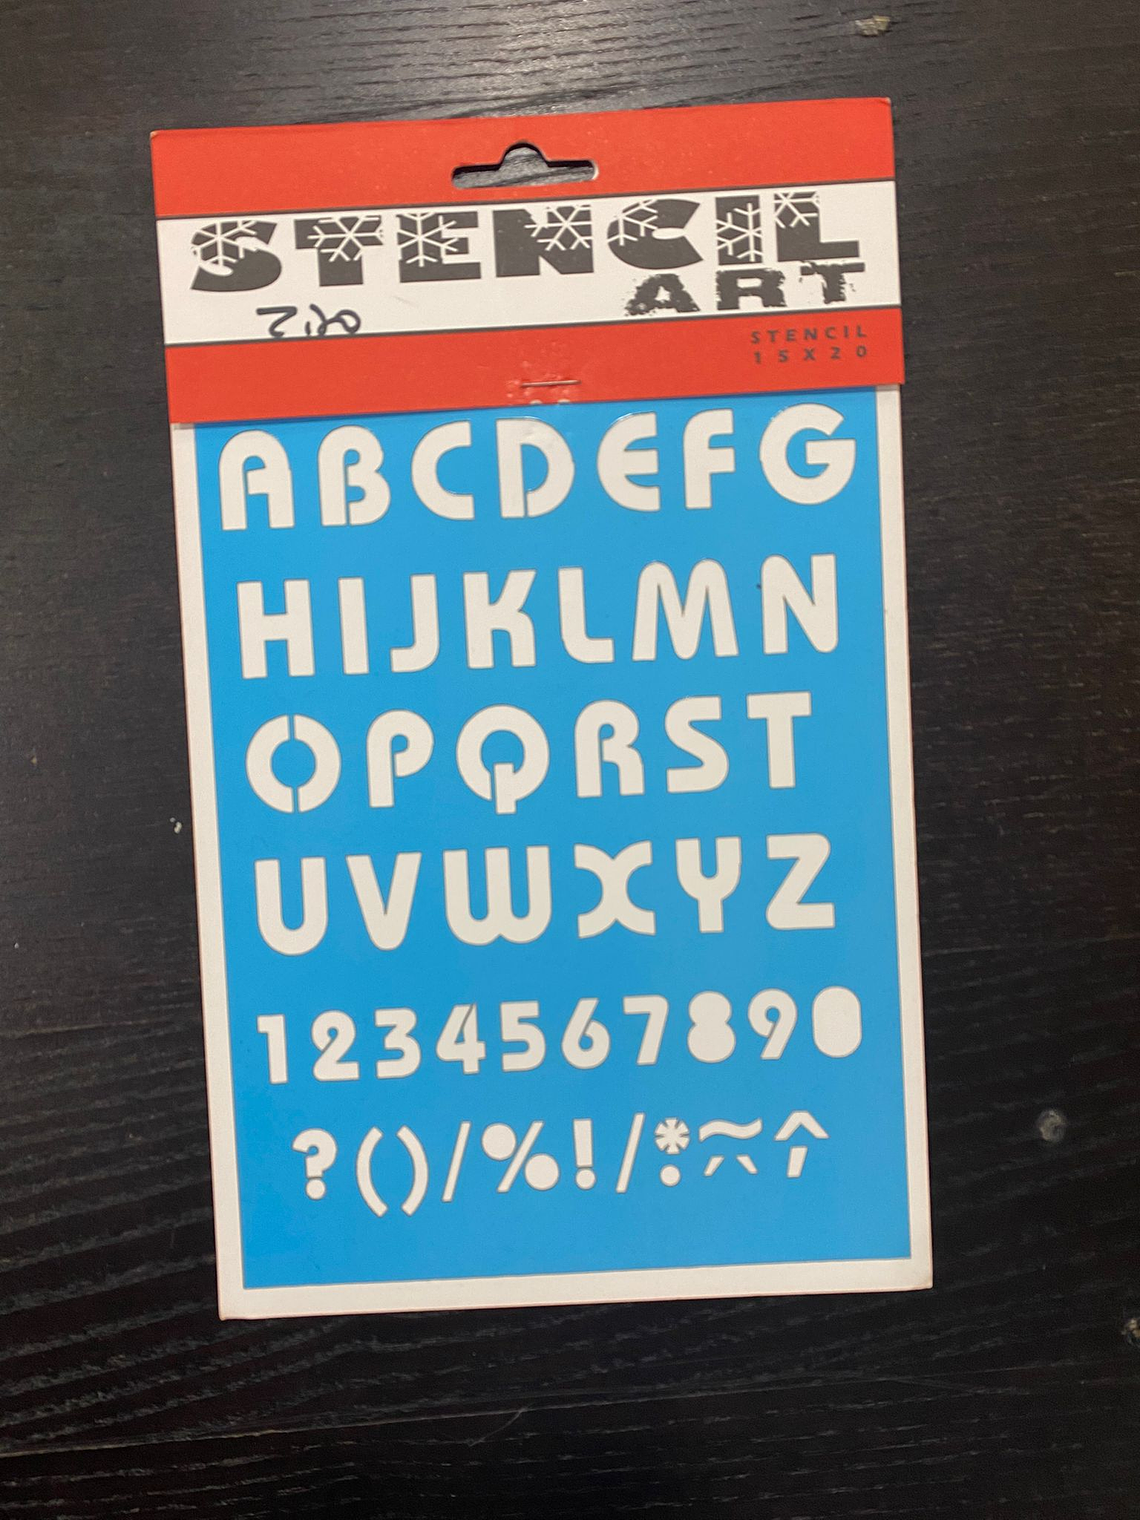 STENCIL
ART
STENCIL
15X20
ABCDEFG
HIJKLMN
OPQRST
UVWXYZ
1234567890
?()/%!/